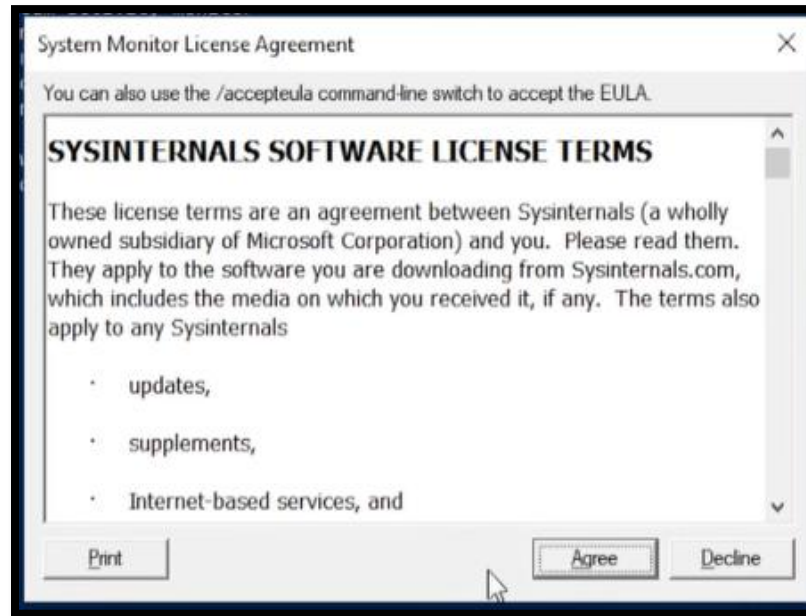 System Monitor License Agreement
You can also use the /accepteula command-line switch to accept the EULA.
SYSINTERNALS SOFTWARE LICENSE TERMS
These license terms are an agreement between Sysinternals (a wholly
owned subsidiary of Microsoft Corporation) and you.  Please read them.
They apply to the software you are downloading from Sysinternals.com,
which includes the media on which you received it, if any.  The terms also
apply to any Sysinternals
· updates,
· supplements,
· Internet-based services, and
Print Agree Decline